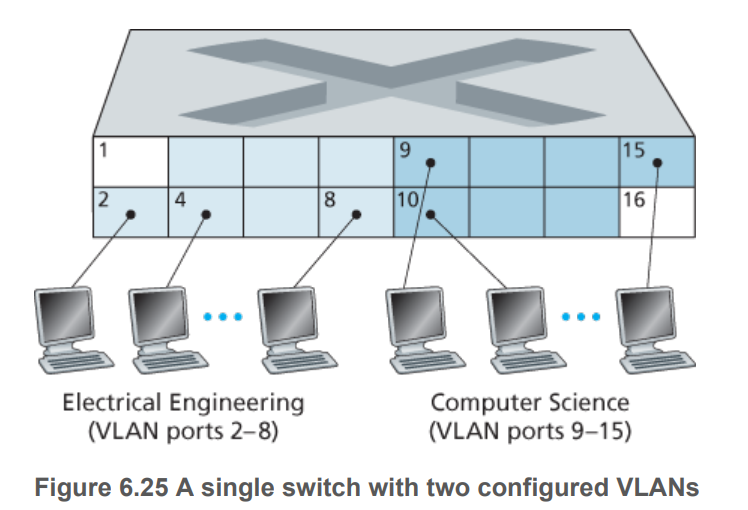 1 9 15
2 4 8 10 16
Electrical Engineering
(VLAN ports 2–8)
Computer Science
(VLAN ports 9–15)
Figure 6.25 A single switch with two configured VLANs